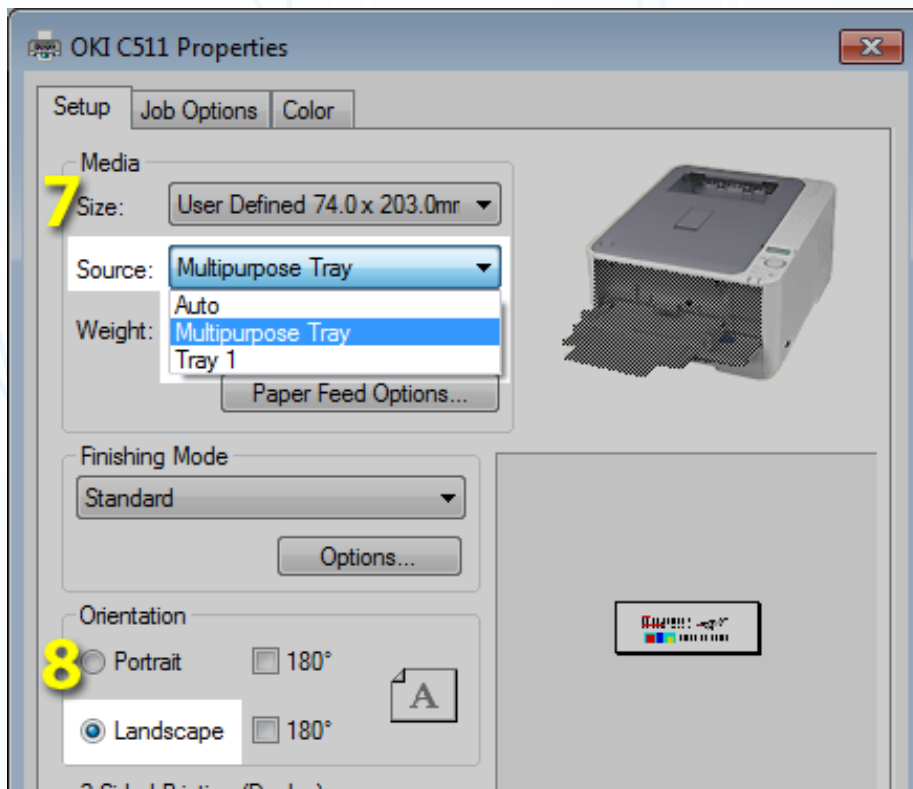 OKI C511 Properties
Setup Job Options Color
Media
7
Size: User Defined 74.0 x 203.0mr
Source: Multipurpose Tray
Auto
Weight: Multipurpose Tray
Tray 1
Paper Feed Options...
Finishing Mode
Standard
Options...
Orientation
8
Portrait 180°
A
Landscape 180°